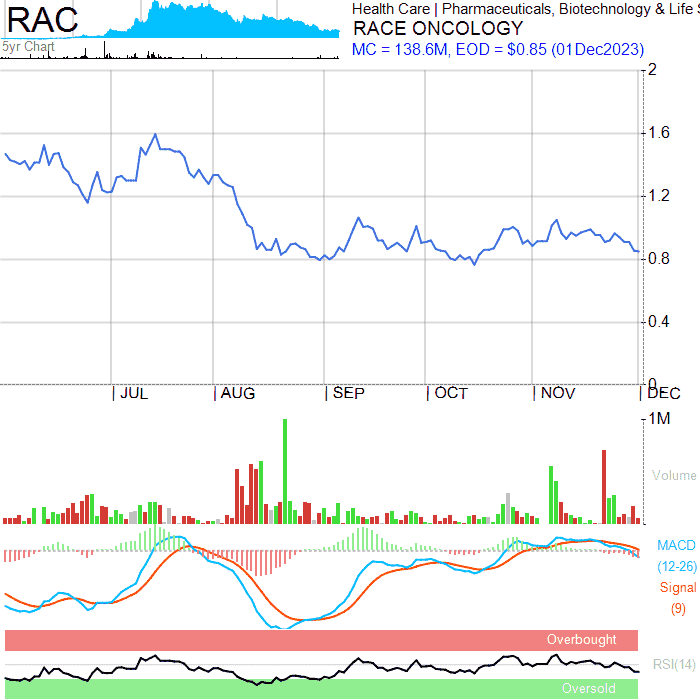 RAC
5yr Chart
Health Care | Pharmaceuticals, Biotechnology & Life S
RACE ONCOLOGY
MC = 138.6M, EOD = $0.85 (01Dec2023)
2
1.6
1.2
0.8
0.4
0
JUL AUG SEP OCT NOV DEC
1M
Volume
MACD
(12-26)
Signal
(9)
Overbought
RSI(14)
Oversold